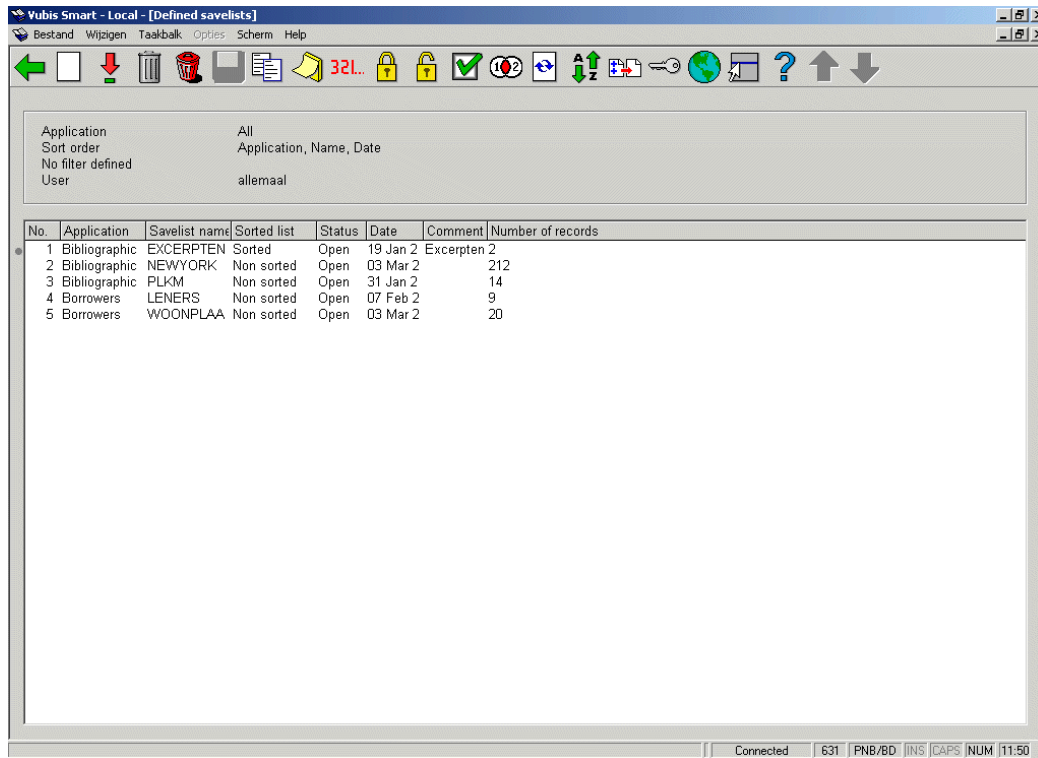 Vubis Smart - Local - [Defined savelists]
Bestand Wijzigen Taakbalk Opties Scherm Help
321... 1 2 A Z ?
Application All
Sort order Application, Name, Date
No filter defined
User allemaal
No. Application Savelist name Sorted list Status Date Comment Number of records
1 Bibliographic EXCERPTEN Sorted Open 19 Jan 2 Excerpten 2
2 Bibliographic NEWYORK Non sorted Open 03 Mar 2 212
3 Bibliographic PLKM Non sorted Open 31 Jan 2 14
4 Borrowers LENERS Non sorted Open 07 Feb 2 9
5 Borrowers WOONPLAA Non sorted Open 03 Mar 2 20
Connected 631 PNB/BD INS CAPS NUM 11:50